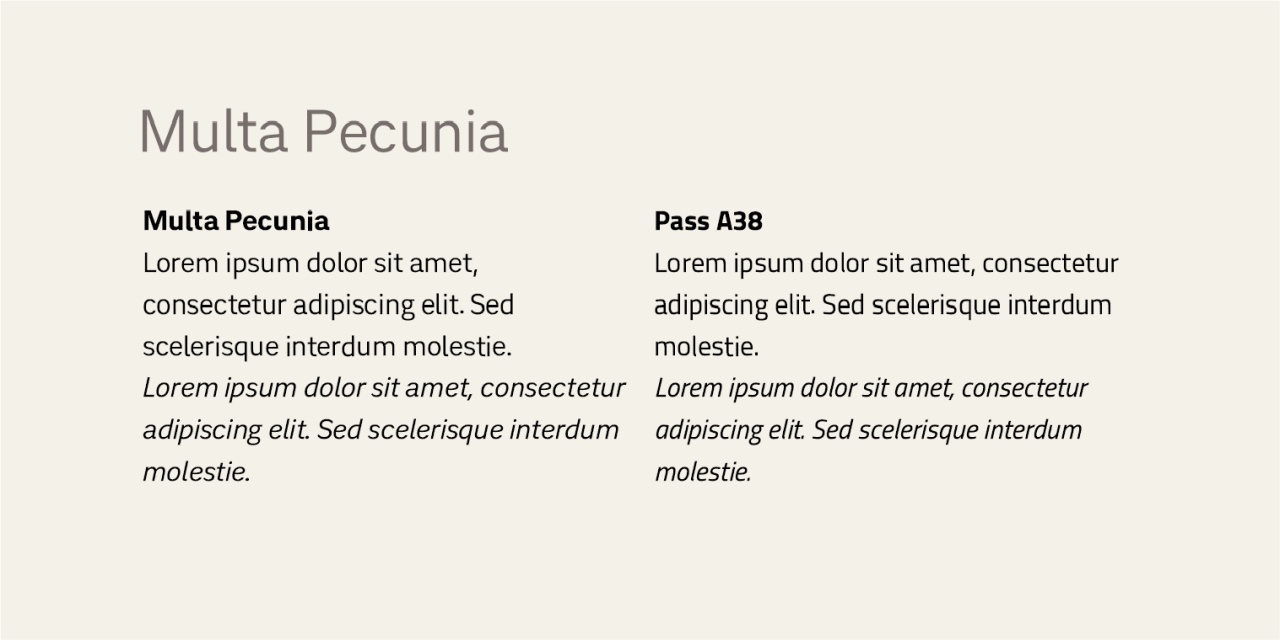 Multa Pecunia
Multa Pecunia
Lorem ipsum dolor sit amet,
consectetur adipiscing elit. Sed
scelerisque interdum molestie.
Lorem ipsum dolor sit amet, consectetur
adipiscing elit. Sed scelerisque interdum
molestie.
Pass A38
Lorem ipsum dolor sit amet, consectetur
adipiscing elit. Sed scelerisque interdum
molestie.
Lorem ipsum dolor sit amet, consectetur
adipiscing elit. Sed scelerisque interdum
molestie.